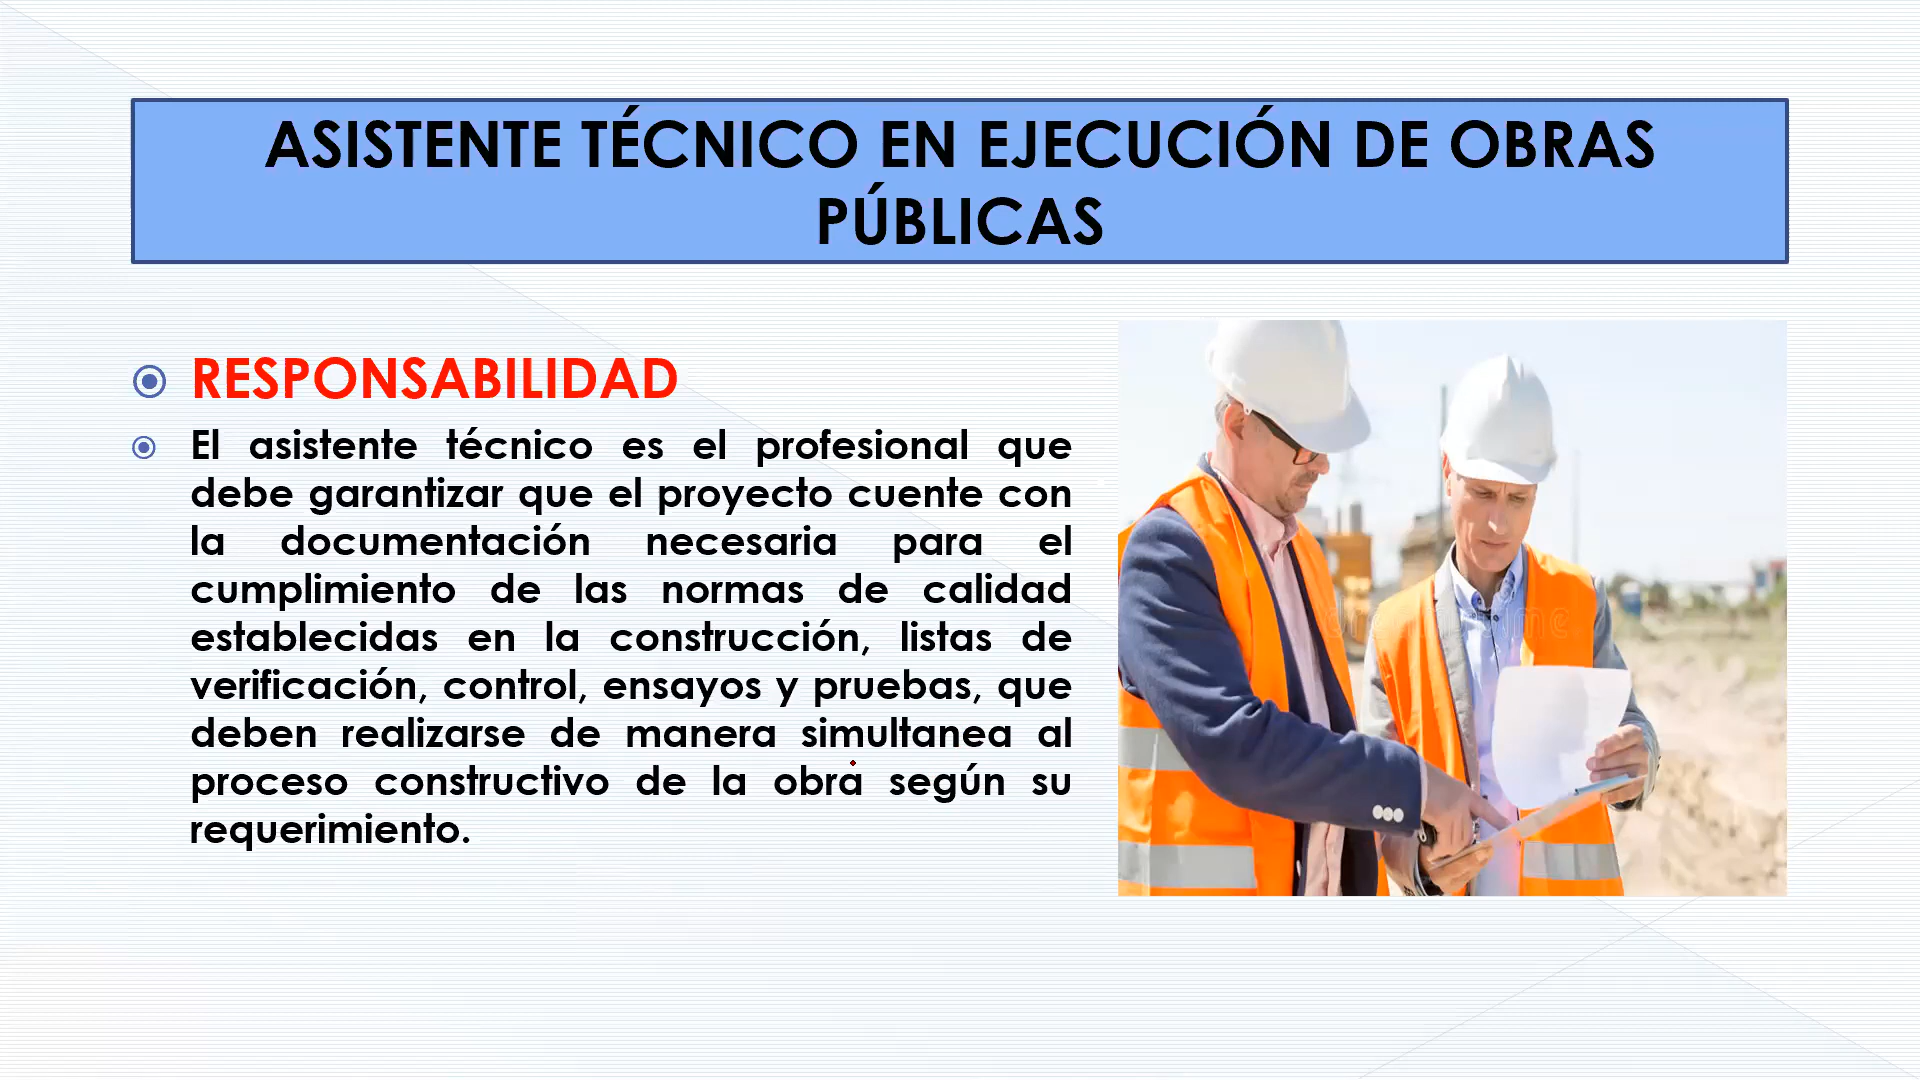 ASISTENTE TÉCNICO EN EJECUCIÓN DE OBRAS
PÚBLICAS
RESPONSABILIDAD
El asistente técnico es el profesional que
debe garantizar que el proyecto cuente con
la documentación necesaria para el
cumplimiento de las normas de calidad
establecidas en la construcción, listas de
verificación, control, ensayos y pruebas, que
deben realizarse de manera simultanea al
proceso constructivo de la obra según su
requerimiento.